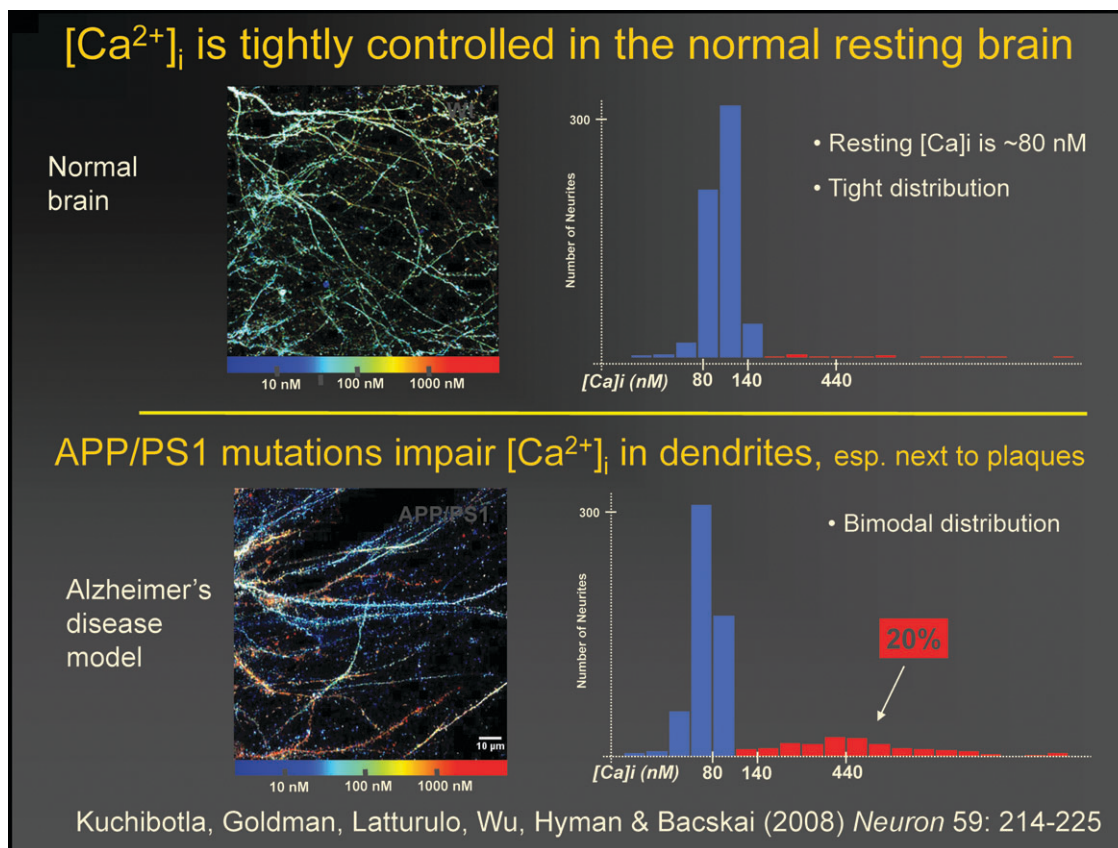 [Ca²⁺]ᵢ is tightly controlled in the normal resting brain
Wt
Normal
brain
10 nM 100 nM 1000 nM
300
Number of Neurites
[Ca]i (nM) 80 140 440
• Resting [Ca]i is ~80 nM
• Tight distribution
APP/PS1 mutations impair [Ca²⁺]ᵢ in dendrites, esp. next to plaques
APP/PS1
Alzheimer's
disease
model
10 µm
10 nM 100 nM 1000 nM
300
Number of Neurites
[Ca]i (nM) 80 140 440
• Bimodal distribution
20%
Kuchibotla, Goldman, Latturulo, Wu, Hyman & Bacskai (2008) Neuron 59: 214-225